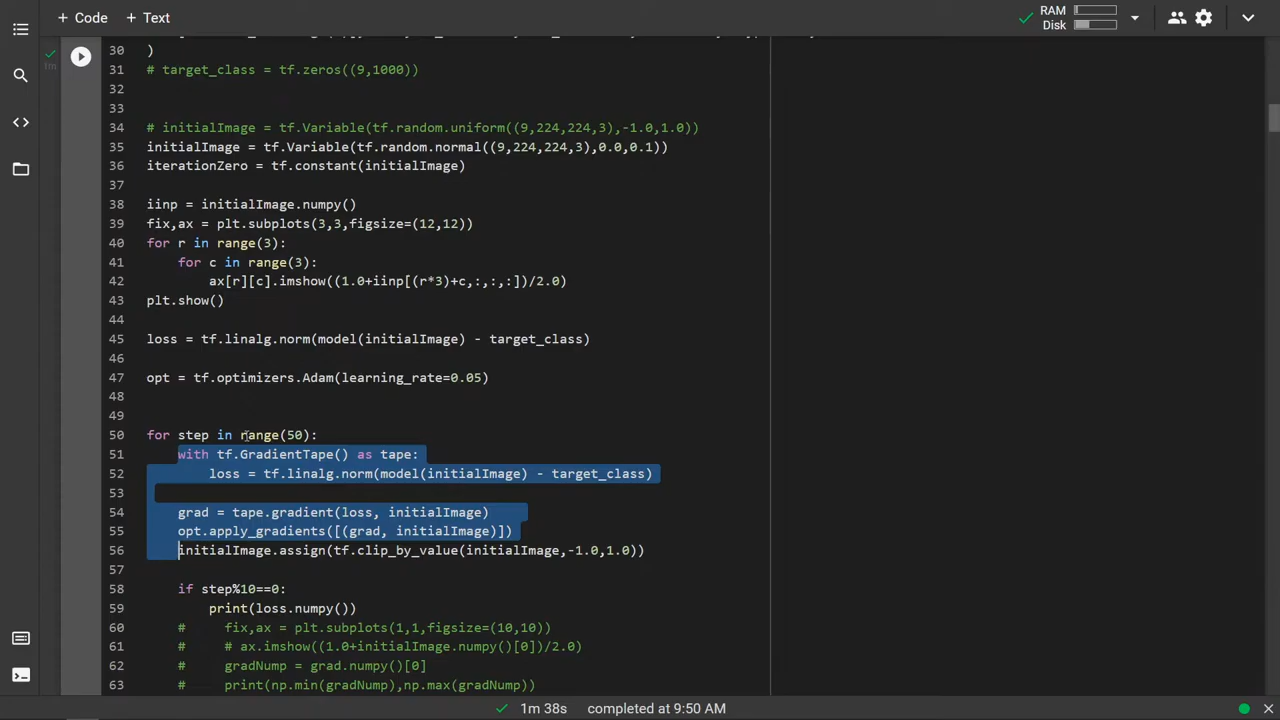 + Code + Text
RAM
Disk
30 )
31 # target_class = tf.zeros((9,1000))
32
33
34 # initialImage = tf.Variable(tf.random.uniform((9,224,224,3),-1.0,1.0))
35 initialImage = tf.Variable(tf.random.normal((9,224,224,3),0.0,0.1))
36 iterationZero = tf.constant(initialImage)
37
38 iinp = initialImage.numpy()
39 fix,ax = plt.subplots(3,3,figsize=(12,12))
40 for r in range(3):
41     for c in range(3):
42         ax[r][c].imshow((1.0+iinp[(r*3)+c,:,:,:])/2.0)
43 plt.show()
44
45 loss = tf.linalg.norm(model(initialImage) - target_class)
46
47 opt = tf.optimizers.Adam(learning_rate=0.05)
48
49
50 for step in range(50):
51     with tf.GradientTape() as tape:
52         loss = tf.linalg.norm(model(initialImage) - target_class)
53
54     grad = tape.gradient(loss, initialImage)
55     opt.apply_gradients([(grad, initialImage)])
56     initialImage.assign(tf.clip_by_value(initialImage,-1.0,1.0))
57
58     if step%10==0:
59         print(loss.numpy())
60     #     fix,ax = plt.subplots(1,1,figsize=(10,10))
61     #     # ax.imshow((1.0+initialImage.numpy()[0])/2.0)
62     #     gradNump = grad.numpy()[0]
63     #     print(np.min(gradNump),np.max(gradNump))
1m 38s completed at 9:50 AM